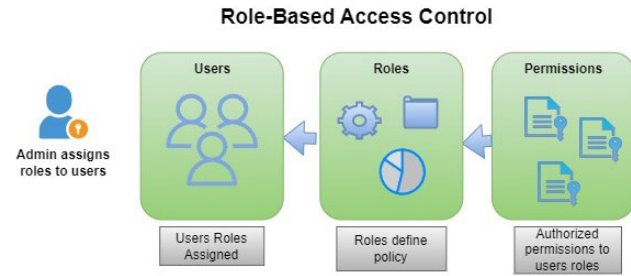 Role-Based Access Control
Users
Roles
Permissions
Admin assigns
roles to users
Users Roles
Assigned
Roles define
policy
Authorized
permissions to
users roles